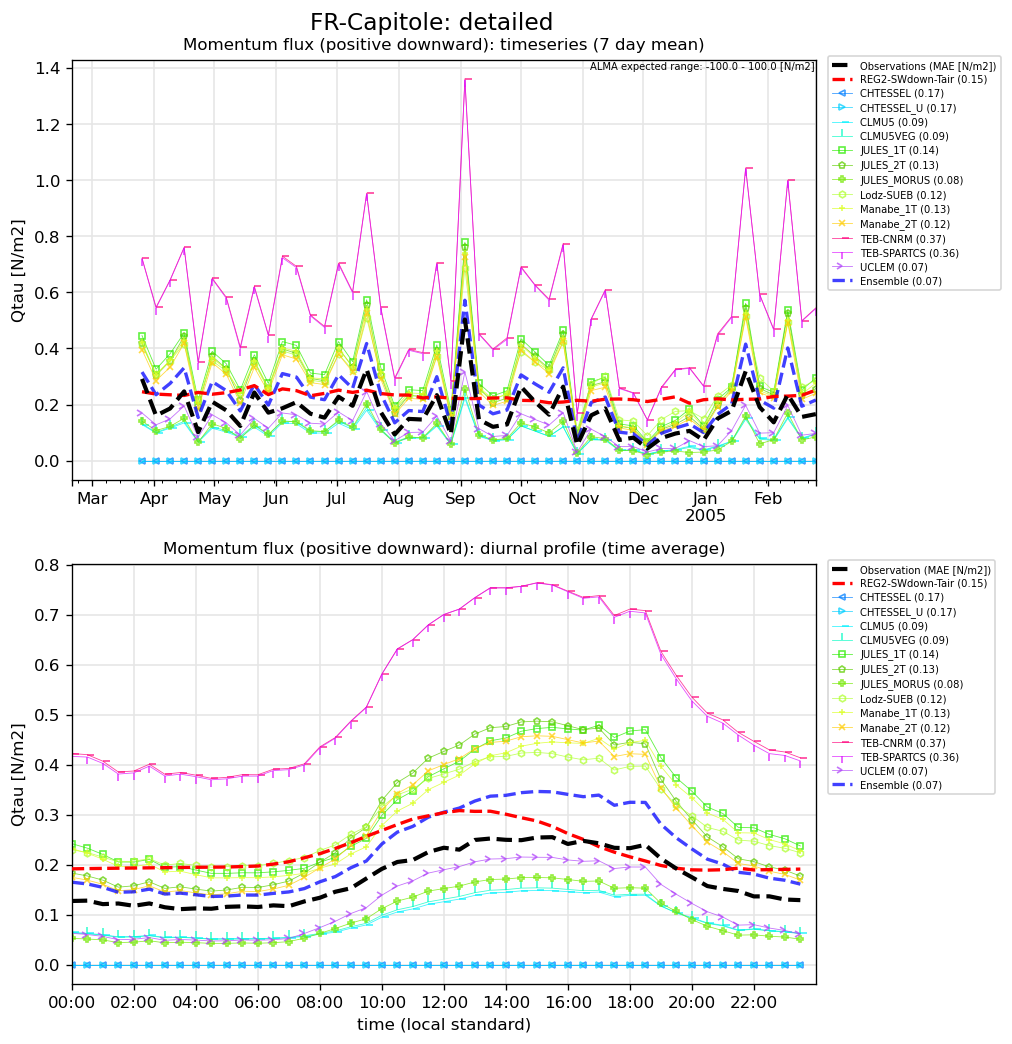 FR-Capitole: detailed
Momentum flux (positive downward): timeseries (7 day mean)
ALMA expected range: -100.0 - 100.0 [N/m2]
Qtau [N/m2]
1.4
1.2
1.0
0.8
0.6
0.4
0.2
0.0
Mar Apr May Jun Jul Aug Sep Oct Nov Dec Jan Feb
2005
Observations (MAE [N/m2])
REG2-SWdown-Tair (0.15)
CHTESSEL (0.17)
CHTESSEL_U (0.17)
CLMU5 (0.09)
CLMU5VEG (0.09)
JULES_1T (0.14)
JULES_2T (0.13)
JULES_MORUS (0.08)
Lodz-SUEB (0.12)
Manabe_1T (0.13)
Manabe_2T (0.12)
TEB-CNRM (0.37)
TEB-SPARTCS (0.36)
UCLEM (0.07)
Ensemble (0.07)
Momentum flux (positive downward): diurnal profile (time average)
Qtau [N/m2]
0.8
0.7
0.6
0.5
0.4
0.3
0.2
0.1
0.0
00:00 02:00 04:00 06:00 08:00 10:00 12:00 14:00 16:00 18:00 20:00 22:00
time (local standard)
Observation (MAE [N/m2])
REG2-SWdown-Tair (0.15)
CHTESSEL (0.17)
CHTESSEL_U (0.17)
CLMU5 (0.09)
CLMU5VEG (0.09)
JULES_1T (0.14)
JULES_2T (0.13)
JULES_MORUS (0.08)
Lodz-SUEB (0.12)
Manabe_1T (0.13)
Manabe_2T (0.12)
TEB-CNRM (0.37)
TEB-SPARTCS (0.36)
UCLEM (0.07)
Ensemble (0.07)